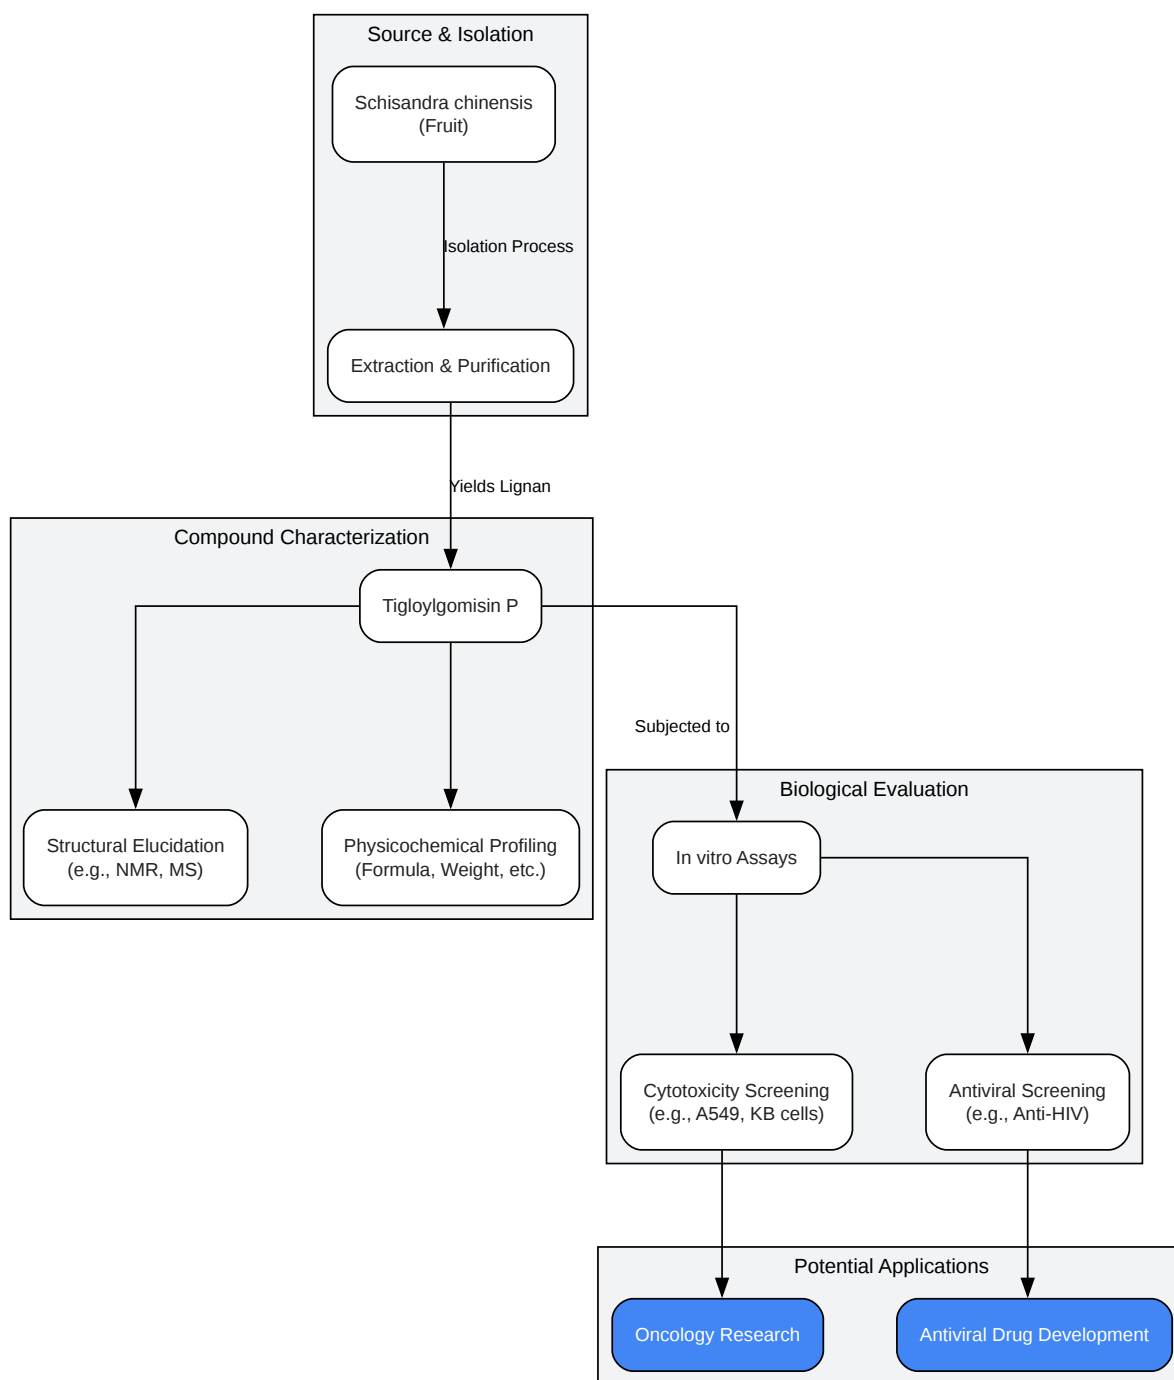 Source & Isolation
Schisandra chinensis
(Fruit)
Isolation Process
Extraction & Purification
Yields Lignan
Compound Characterization
Tigloylgomisin P
Subjected to
Structural Elucidation
(e.g., NMR, MS)
Physicochemical Profiling
(Formula, Weight, etc.)
Biological Evaluation
In vitro Assays
Cytotoxicity Screening
(e.g., A549, KB cells)
Antiviral Screening
(e.g., Anti-HIV)
Potential Applications
Oncology Research
Antiviral Drug Development